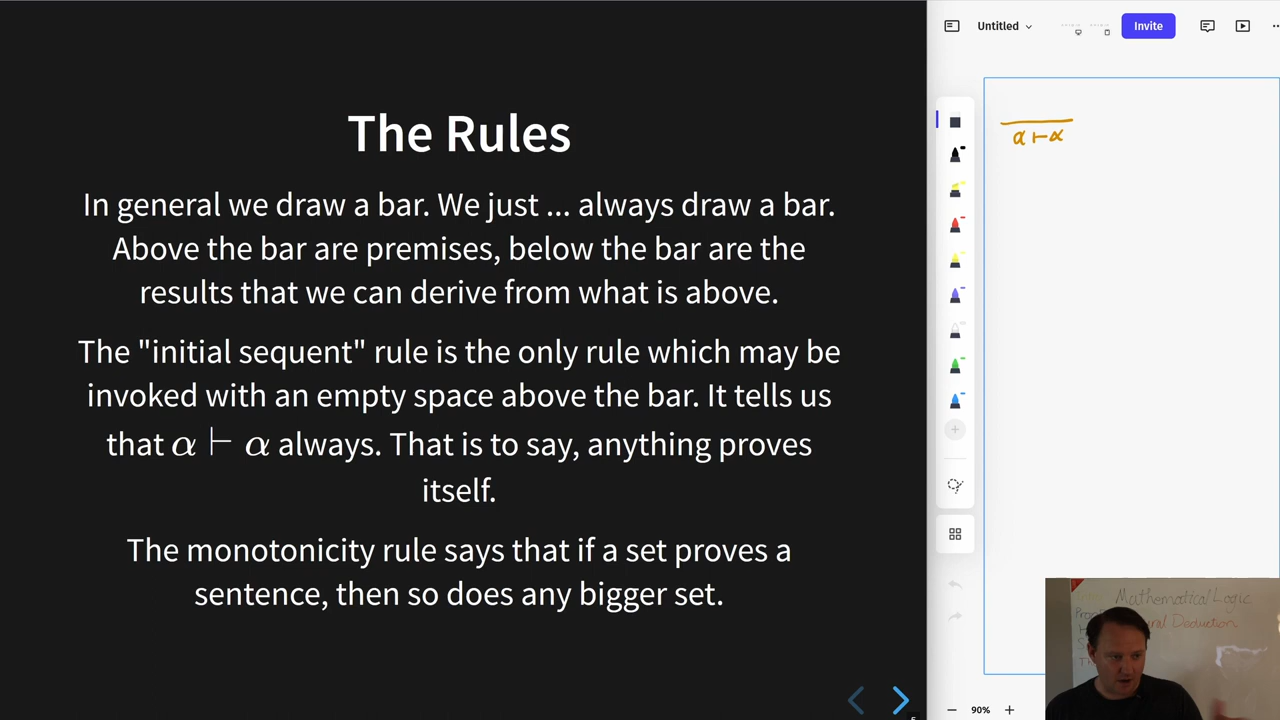 The Rules
In general we draw a bar. We just ... always draw a bar.
Above the bar are premises, below the bar are the
results that we can derive from what is above.
The "initial sequent" rule is the only rule which may be
invoked with an empty space above the bar. It tells us
that α ⊢ α always. That is to say, anything proves
itself.
The monotonicity rule says that if a set proves a
sentence, then so does any bigger set.
Untitled
Invite
α ⊢ α
90%
Mathematical Logic
Deduction